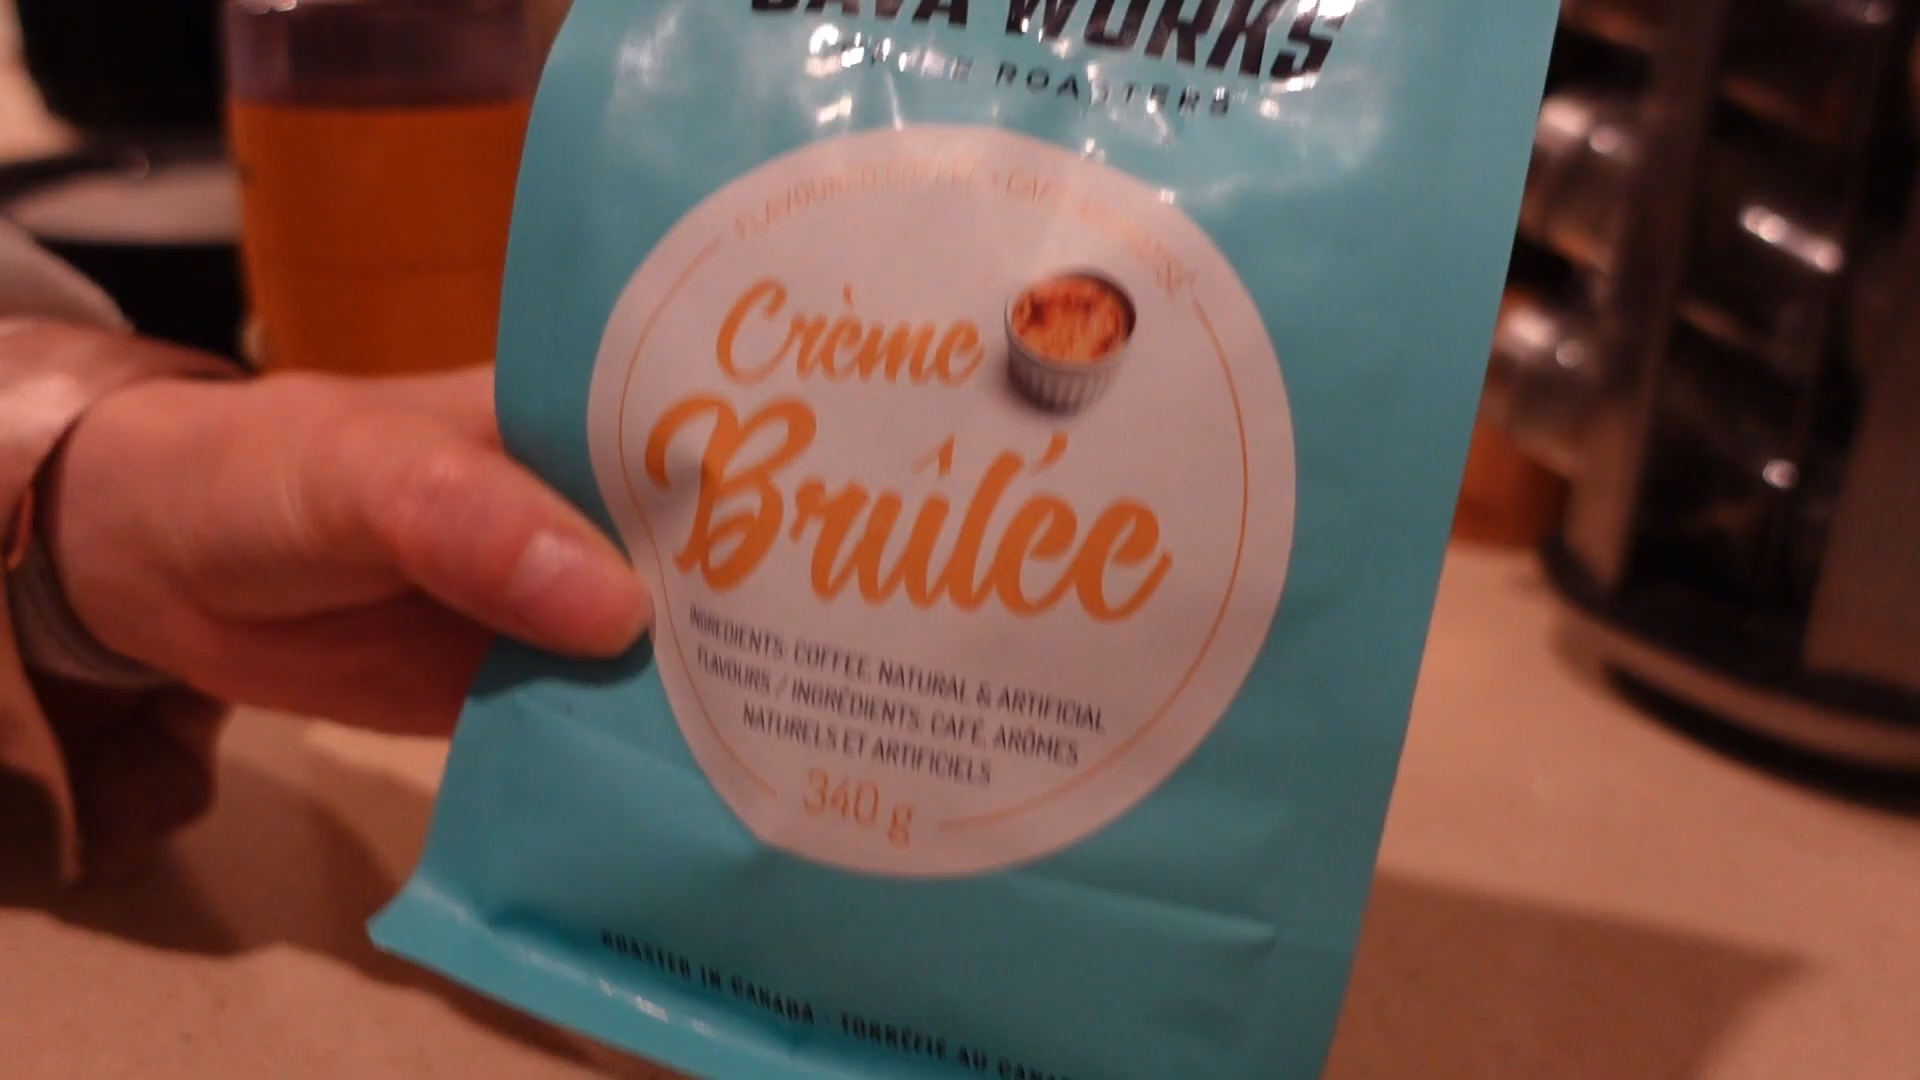 JAVA WORKS
COFFEE ROASTERS
FLAVOURED COFFEE • CAFÉ AROMATISÉ
Crème
Brûlée
INGREDIENTS: COFFEE, NATURAL & ARTIFICIAL
FLAVOURS / INGRÉDIENTS: CAFÉ, ARÔMES
NATURELS ET ARTIFICIELS
340 g
ROASTED IN CANADA · TORRÉFIÉ AU CANADA